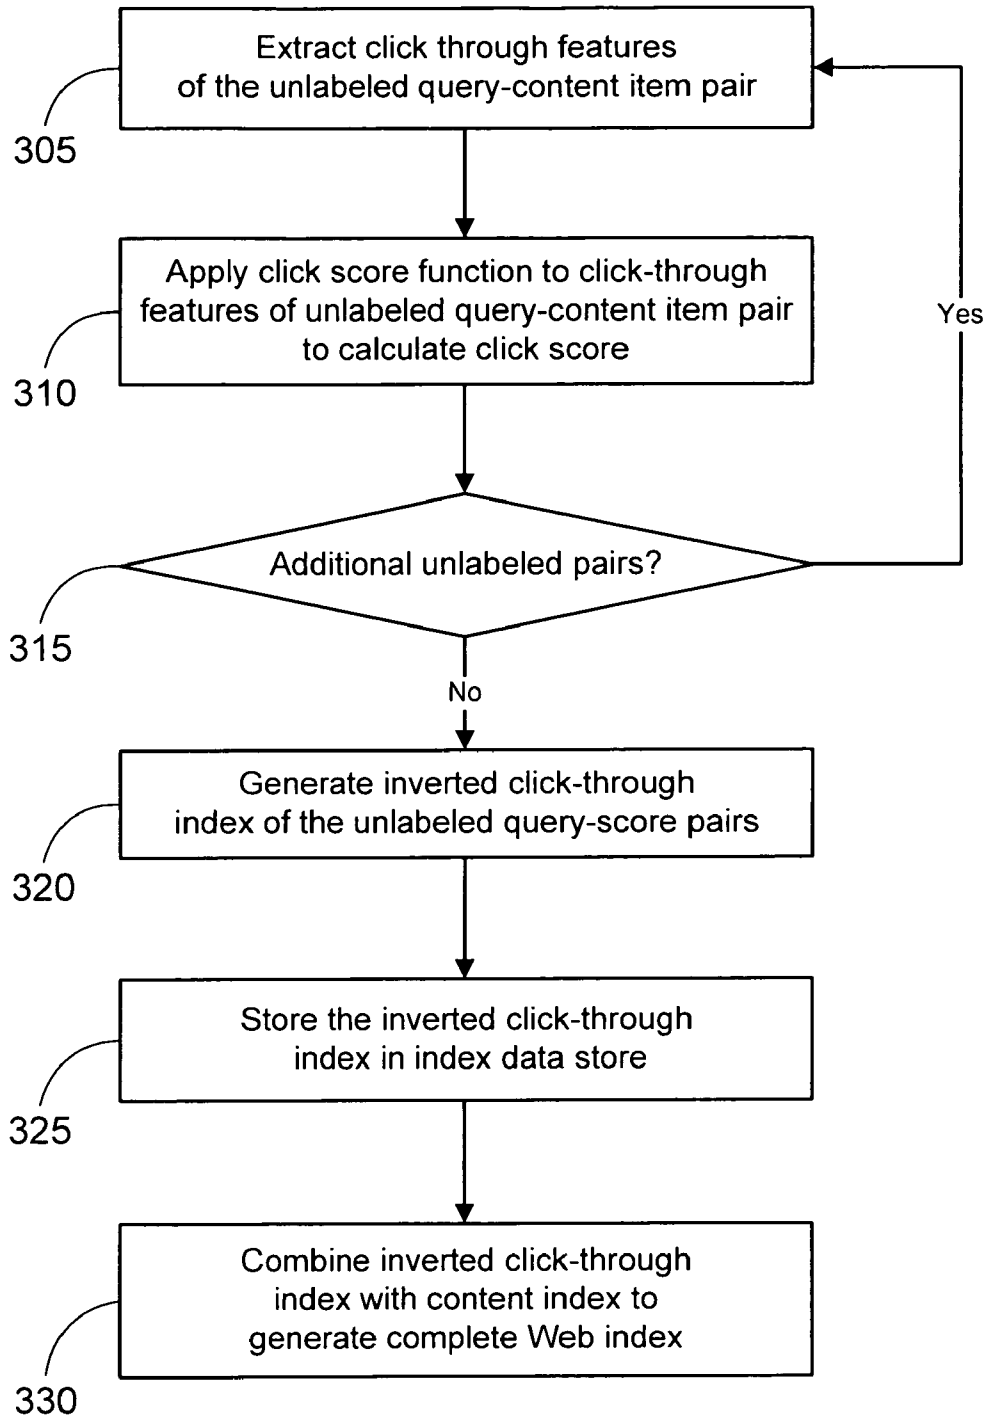 Extract click through features
of the unlabeled query-content item pair
305
Apply click score function to click-through
features of unlabeled query-content item pair
to calculate click score
Yes
310
Additional unlabeled pairs?
315
No
Generate inverted click-through
index of the unlabeled query-score pairs
320
Store the inverted click-through
index in index data store
325
Combine inverted click-through
index with content index to
generate complete Web index
330